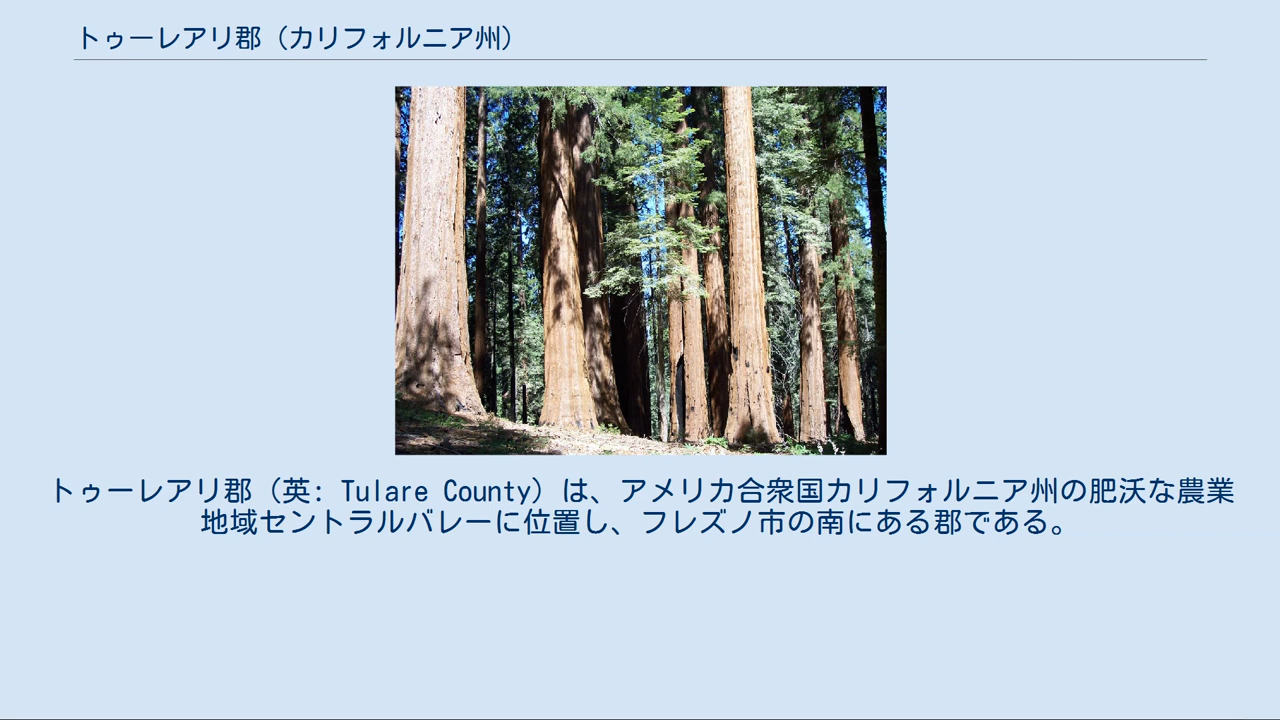 トゥーレアリ郡（カリフォルニア州）
トゥーレアリ郡（英: Tulare County）は、アメリカ合衆国カリフォルニア州の肥沃な農業
地域セントラルバレーに位置し、フレズノ市の南にある郡である。